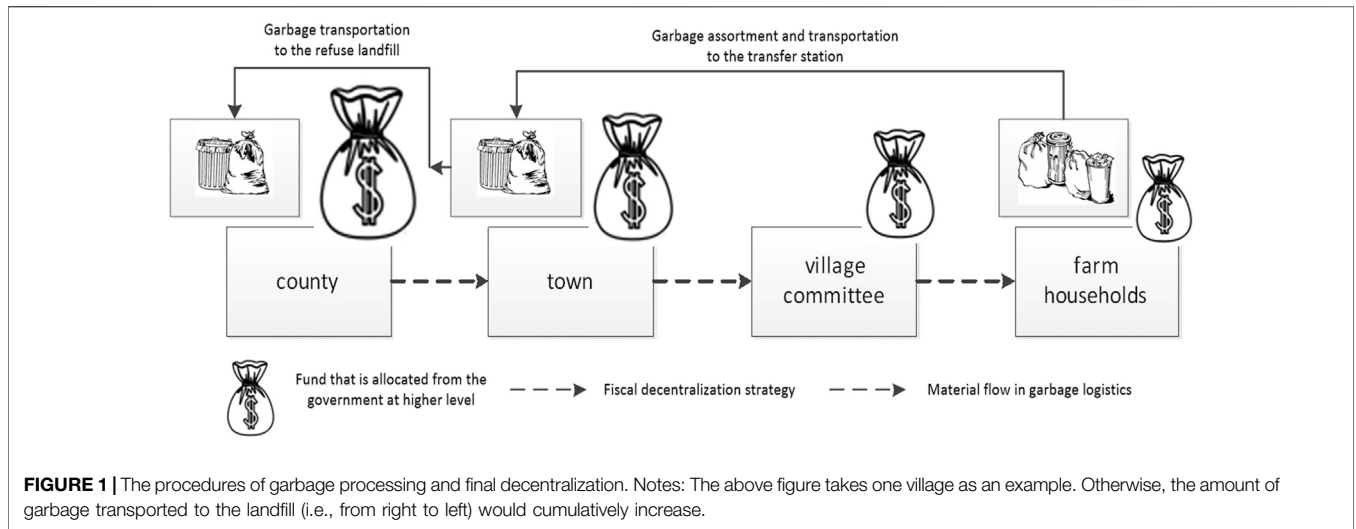 Garbage transportation
to the refuse landfill
Garbage assortment and transportation
to the transfer station
$
$
$
$
county
town
village
committee
farm
households
$
Fund that is allocated from the
government at higher level
Fiscal decentralization strategy
Material flow in garbage logistics
FIGURE 1 | The procedures of garbage processing and final decentralization. Notes: The above figure takes one village as an example. Otherwise, the amount of
garbage transported to the landfill (i.e., from right to left) would cumulatively increase.